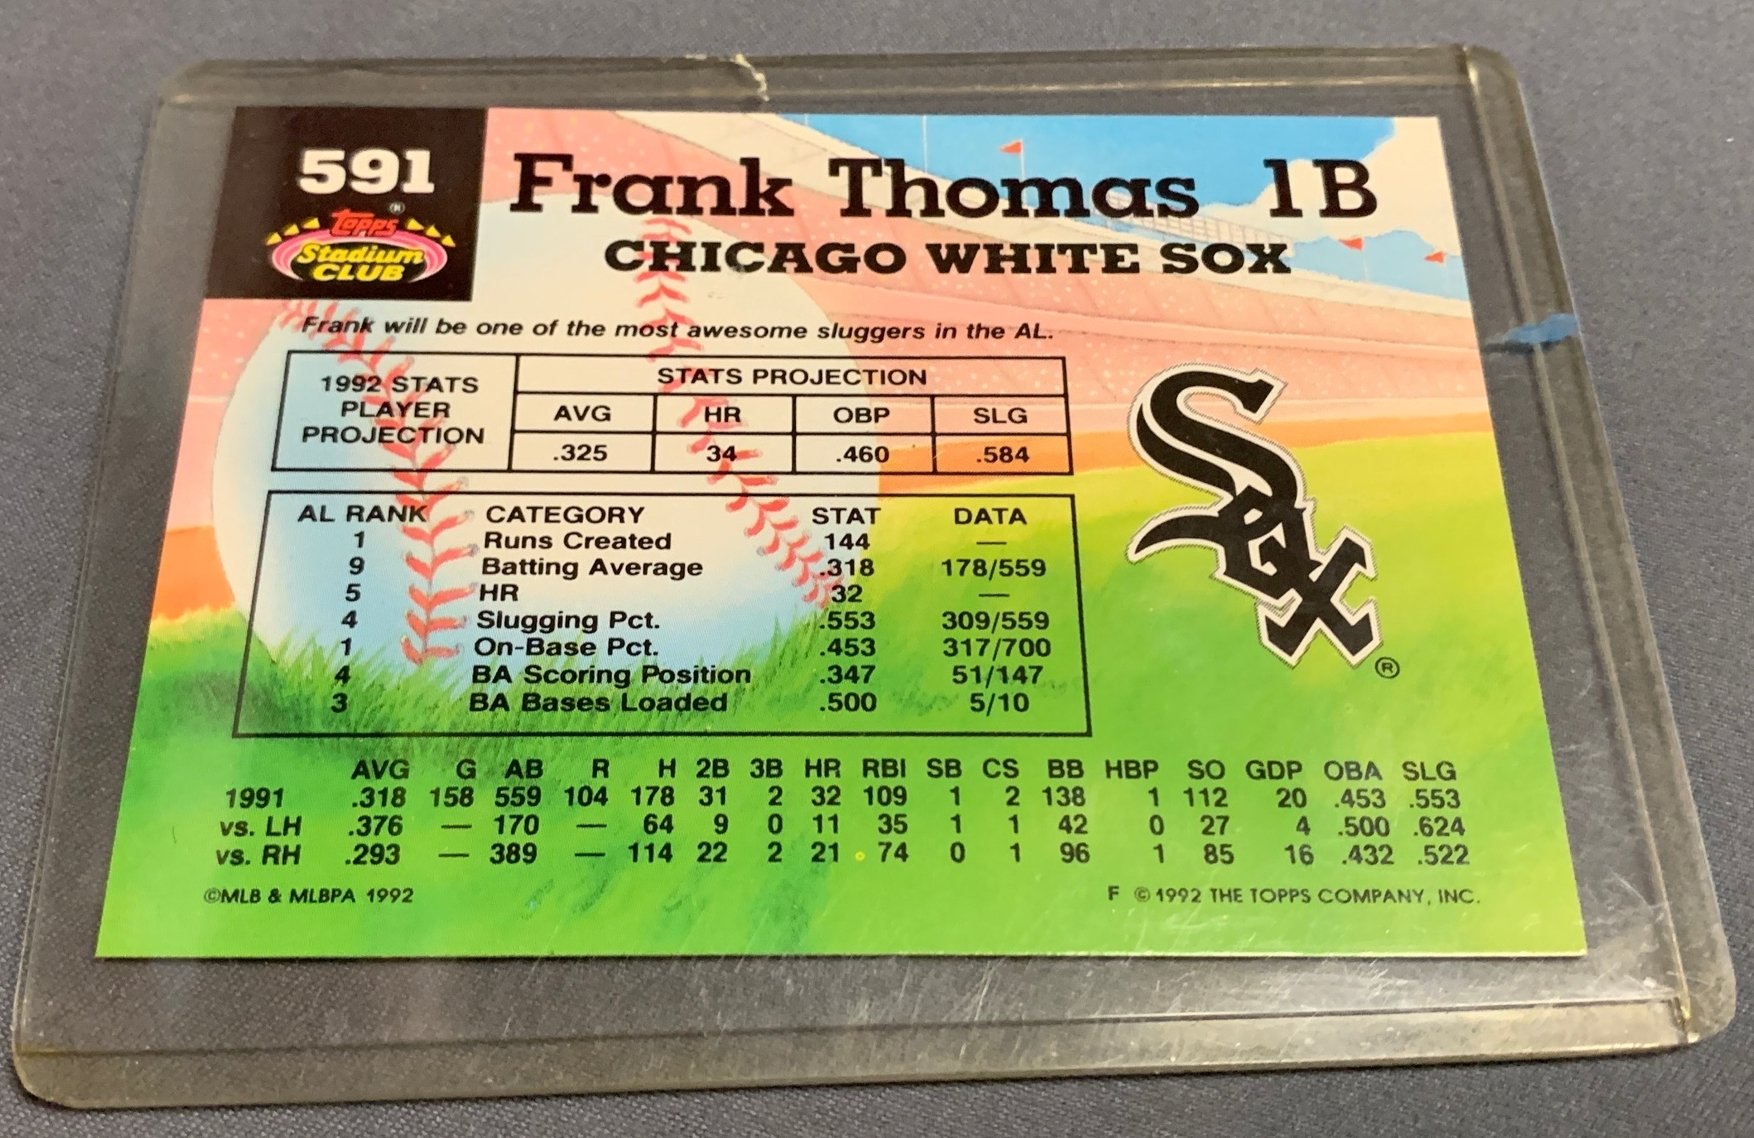 591
Topps®
Stadium
CLUB
Frank Thomas 1B
CHICAGO WHITE SOX
Frank will be one of the most awesome sluggers in the AL.
1992 STATS
PLAYER
PROJECTION
STATS PROJECTION
AVG HR OBP SLG
.325 34 .460 .584
AL RANK CATEGORY STAT DATA
1 Runs Created 144 —
9 Batting Average .318 178/559
5 HR 32 —
4 Slugging Pct. .553 309/559
1 On-Base Pct. .453 317/700
4 BA Scoring Position .347 51/147
3 BA Bases Loaded .500 5/10
SOX
®
AVG G AB R H 2B 3B HR RBI SB CS BB HBP SO GDP OBA SLG
1991 .318 158 559 104 178 31 2 32 109 1 2 138 1 112 20 .453 .553
vs. LH .376 — 170 — 64 9 0 11 35 1 1 42 0 27 4 .500 .624
vs. RH .293 — 389 — 114 22 2 21 74 0 1 96 1 85 16 .432 .522
©MLB & MLBPA 1992 F ©1992 THE TOPPS COMPANY, INC.